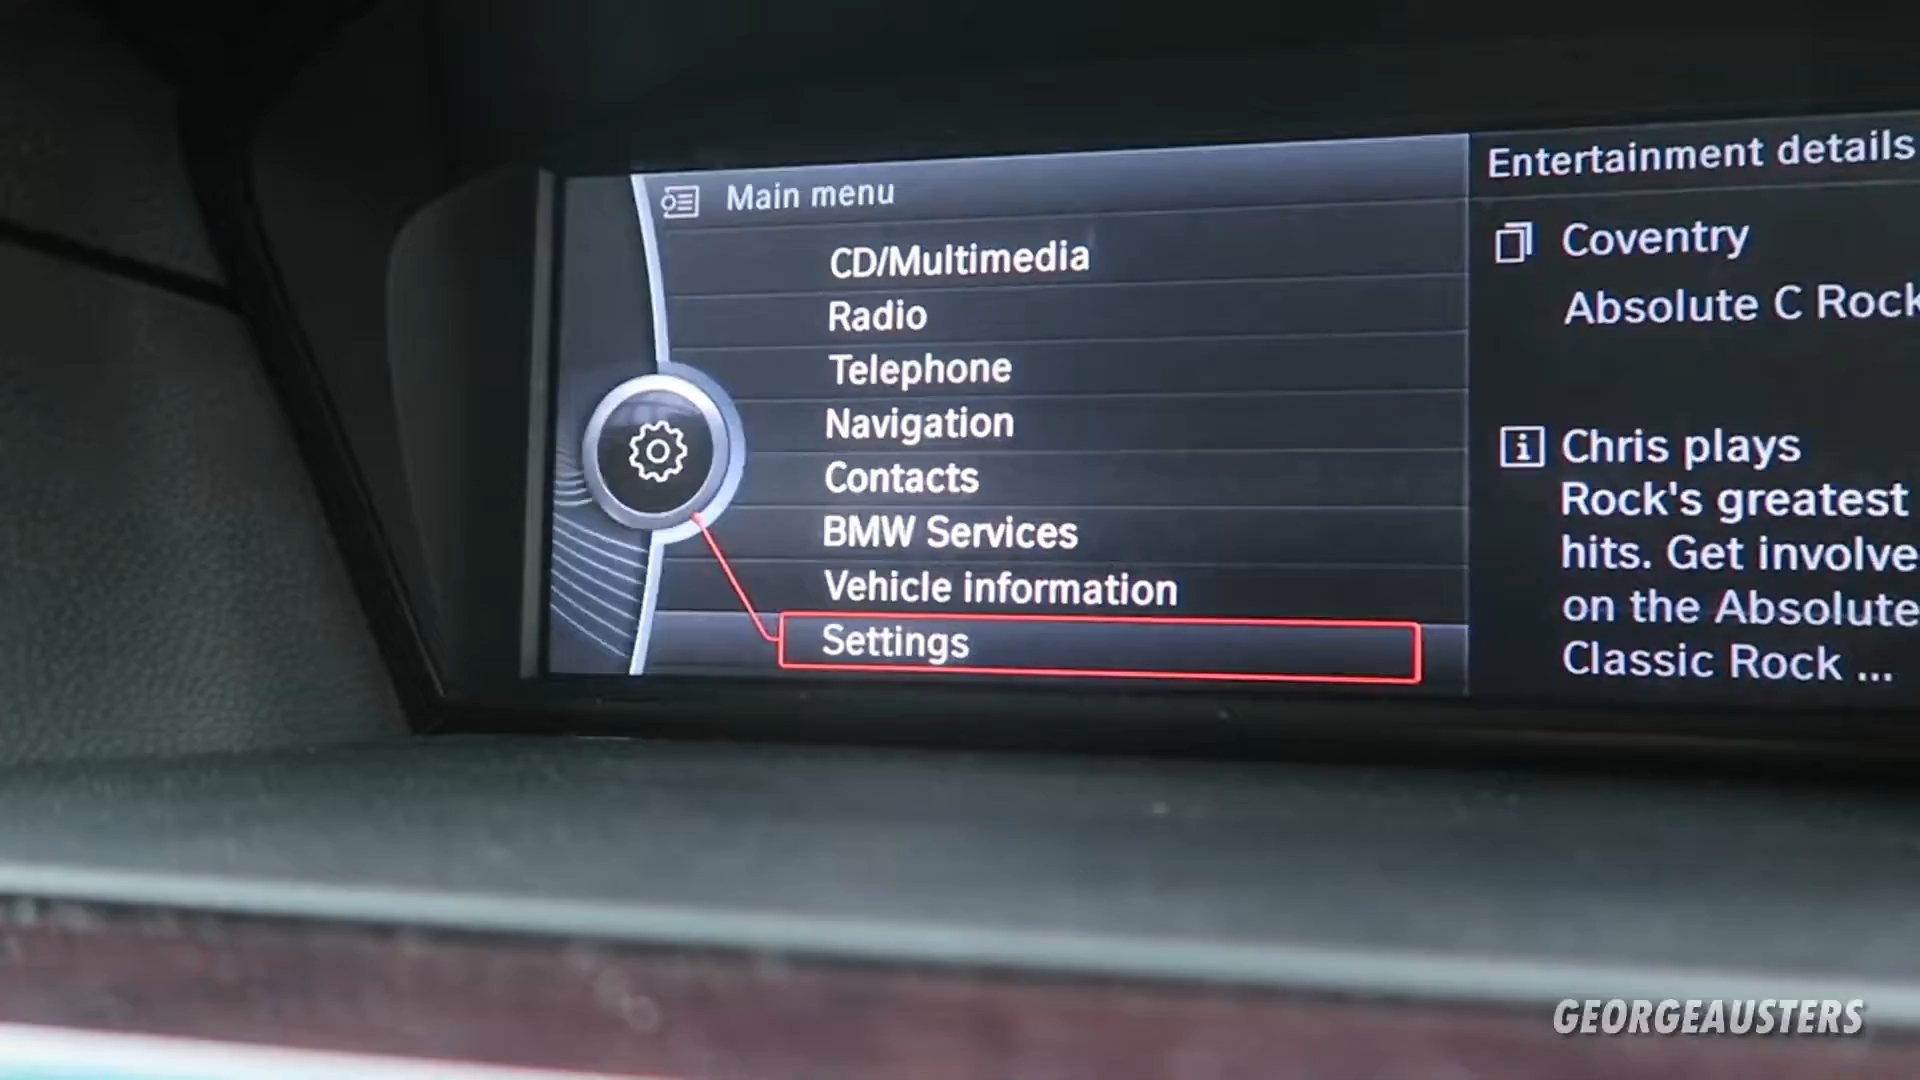 Main menu
CD/Multimedia
Radio
Telephone
Navigation
Contacts
BMW Services
Vehicle information
Settings
Entertainment details
Coventry
Absolute C Rock
Chris plays
Rock's greatest
hits. Get involve
on the Absolute
Classic Rock ...
GEORGEAUSTERS